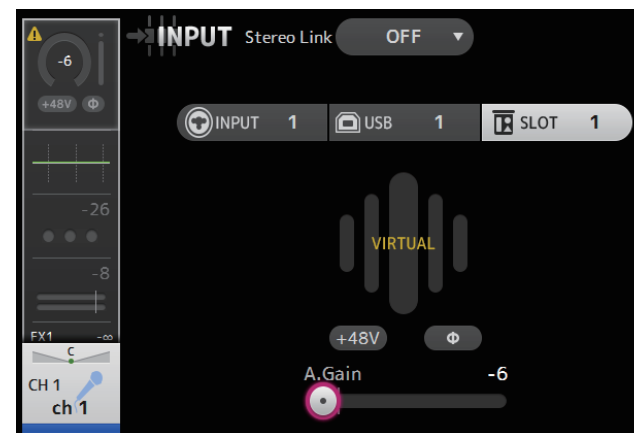 -6
+48V Φ
INPUT Stereo Link OFF
INPUT 1 USB 1 SLOT 1
-26
VIRTUAL
-8
+48V Φ
FX1 -∞
C
A.Gain -6
CH 1
ch 1